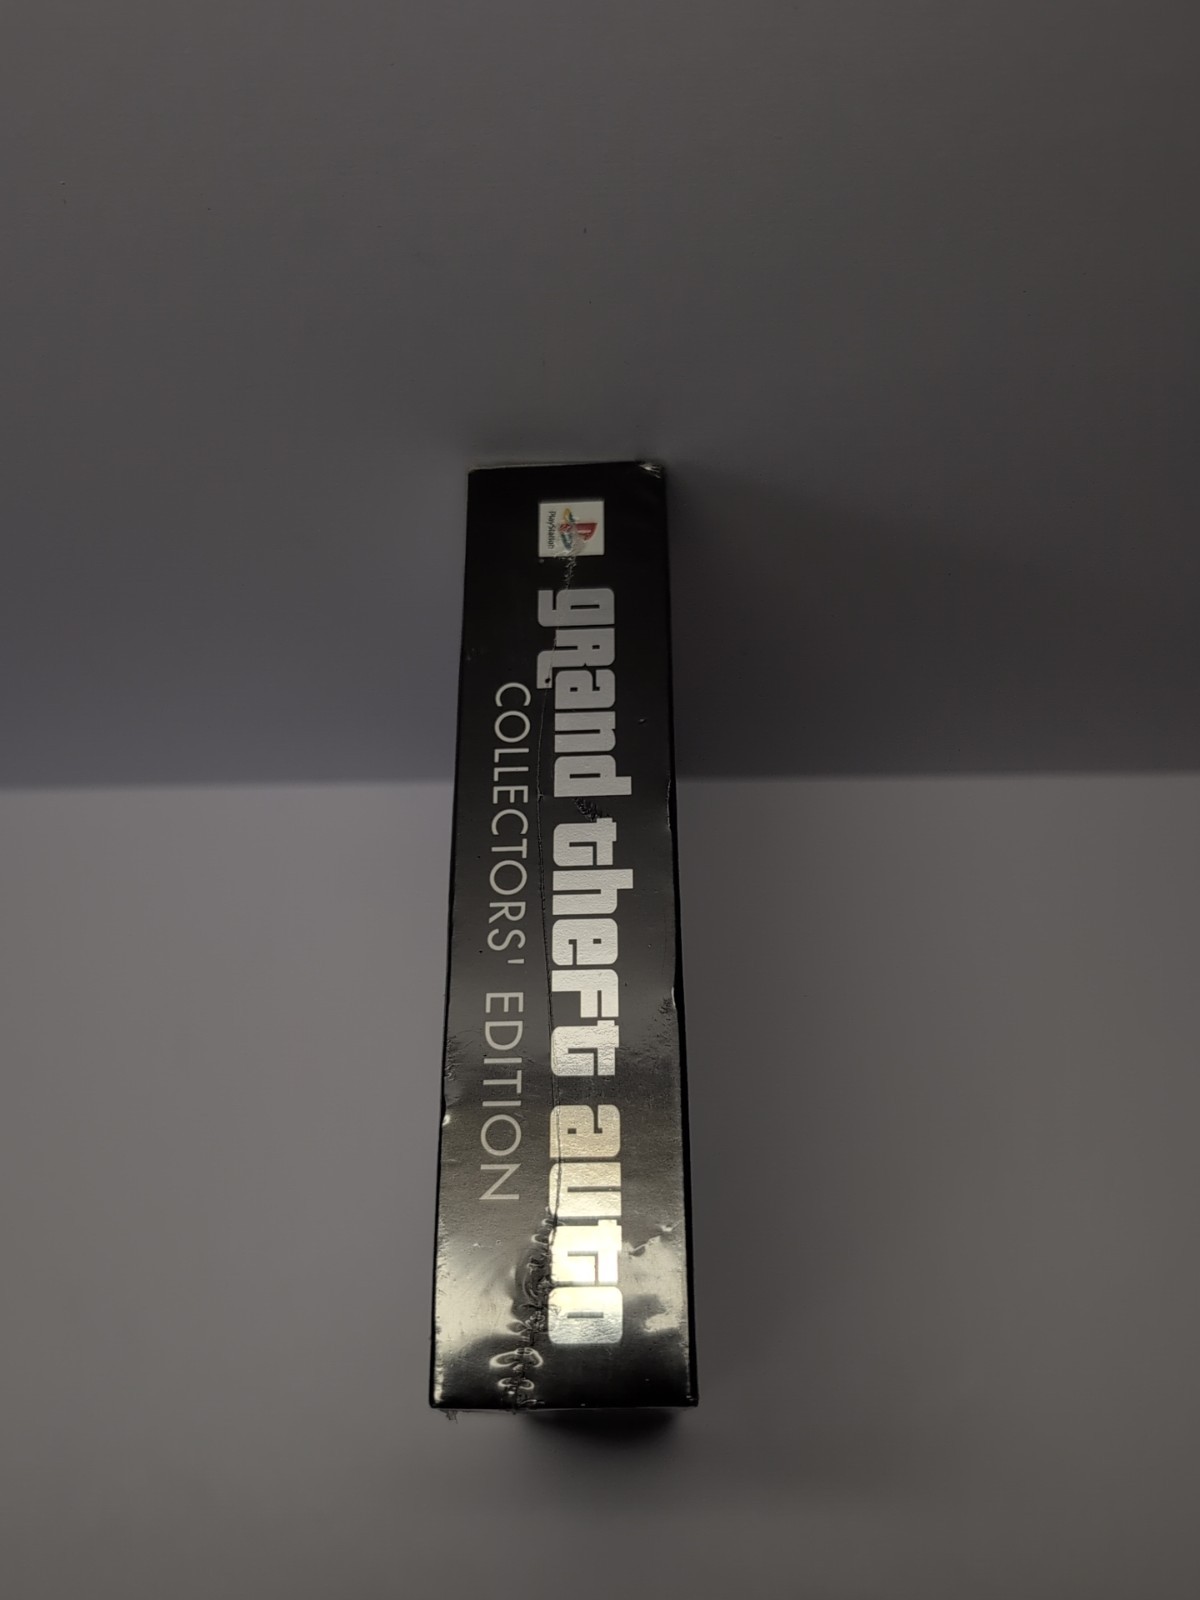 PlayStation
grand theft auto
COLLECTORS' EDITION